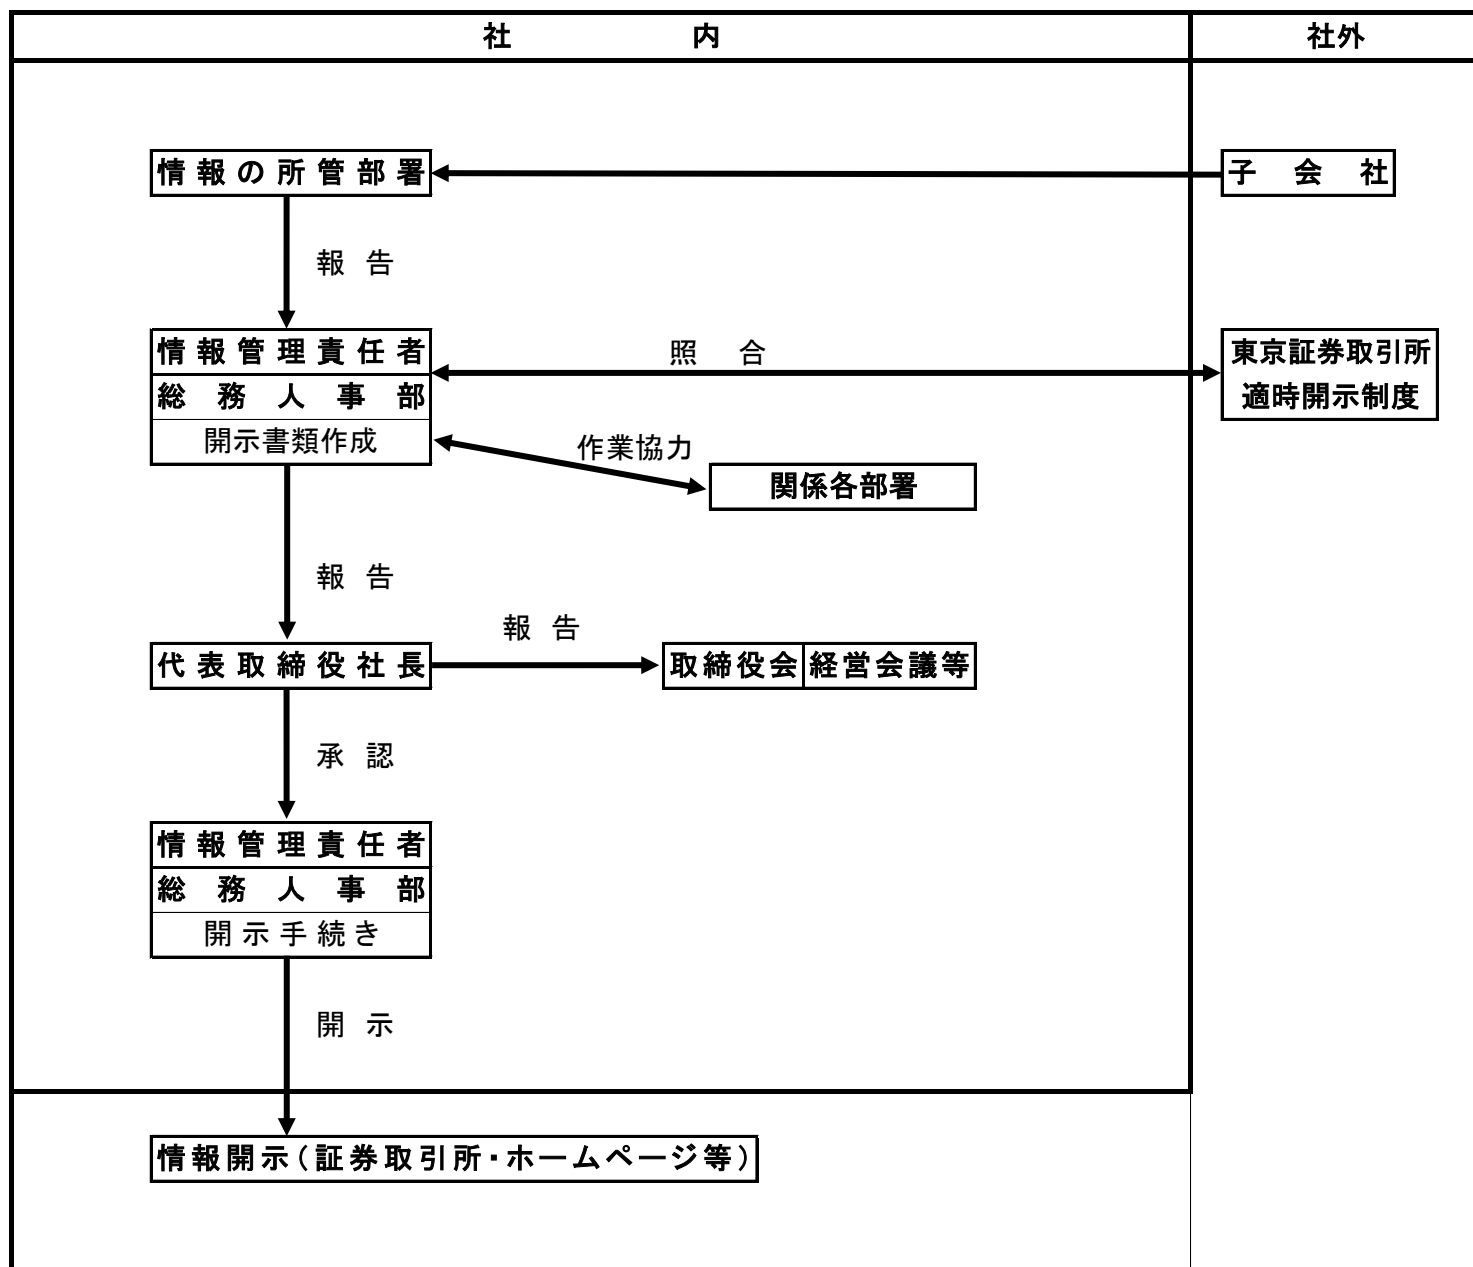 社内
社外
情報の所管部署
子会社
報告
情報管理責任者
照合
東京証券取引所
総務人事部
適時開示制度
開示書類作成
作業協力
関係各部署
報告
報告
代表取締役社長
取締役会
経営会議等
承認
情報管理責任者
総務人事部
開示手続き
開示
情報開示(証券取引所・ホームページ等)